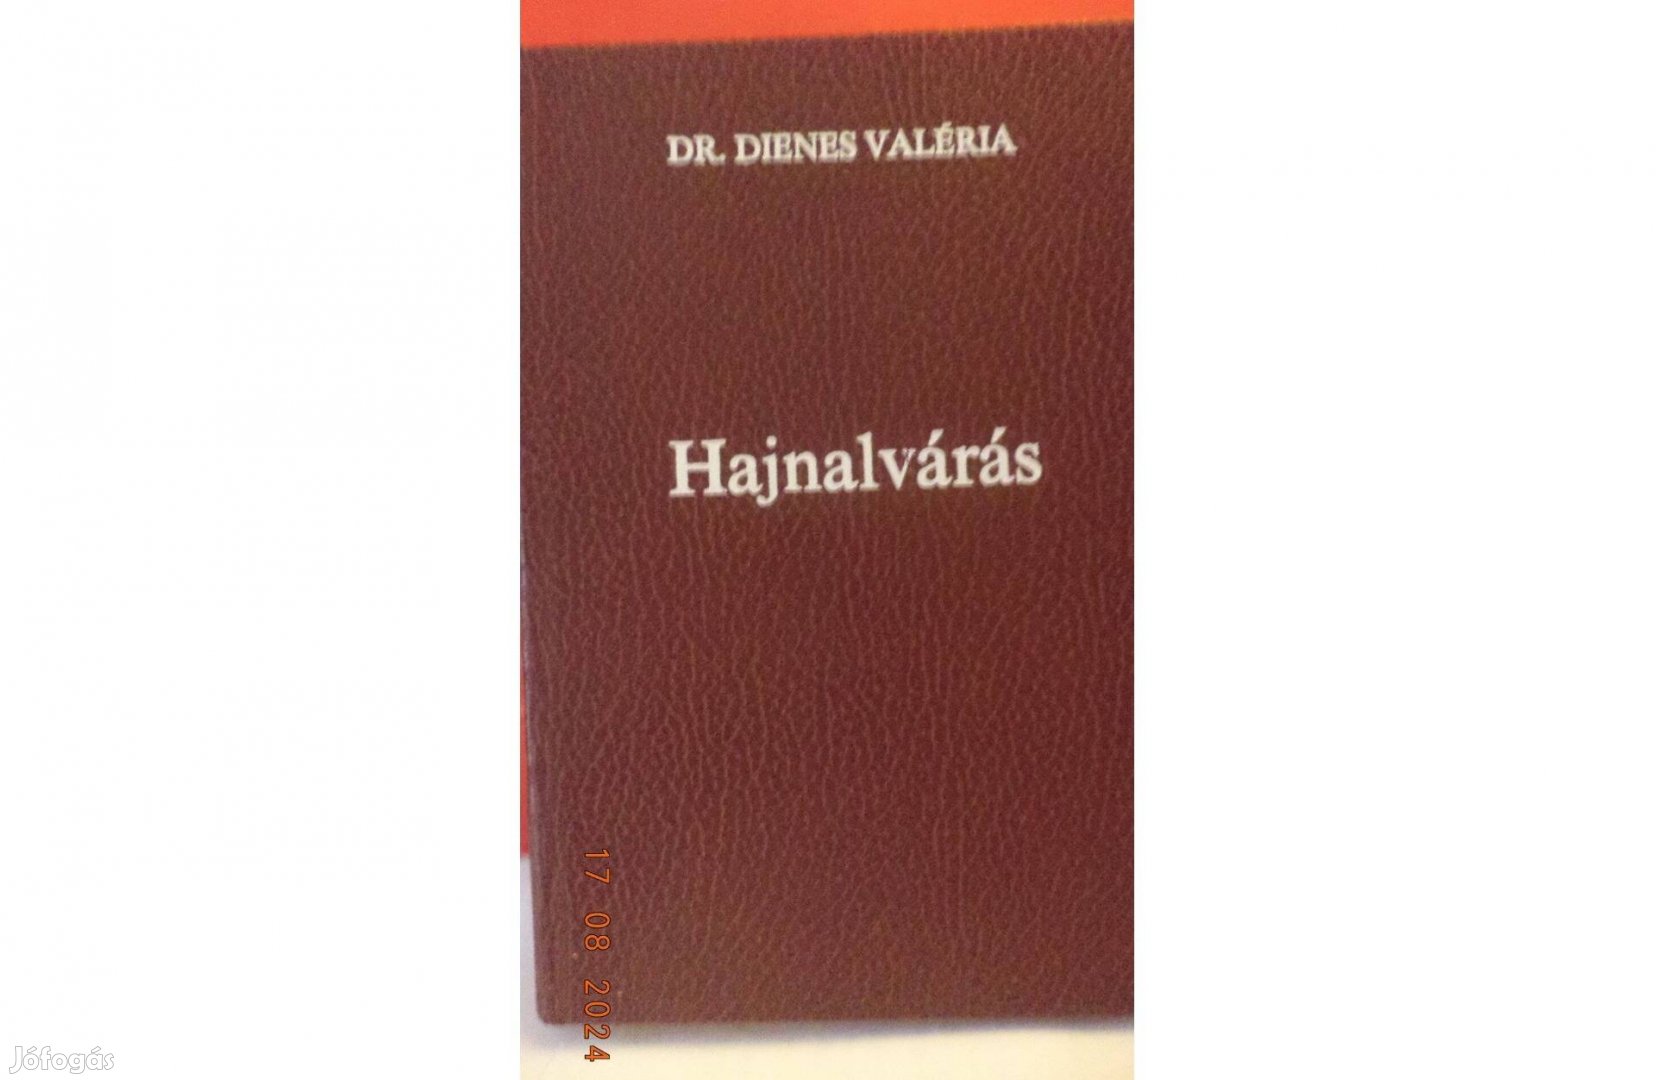 DR. DIENES VALÉRIA
Hajnalvárás
17 08 2024
Jófogás